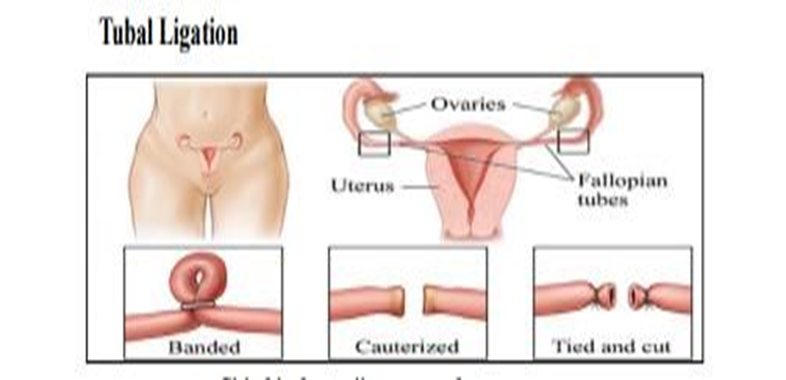 Tubal Ligation
Ovaries
Uterus
Fallopian
tubes
Banded
Cauterized
Tied and cut